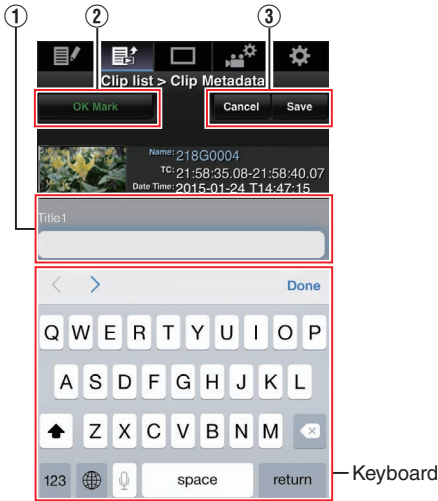 ① ② ③
Clip list > Clip Metadata
OK Mark Cancel Save
Name: 218G0004
TC: 21:58:35.08-21:58:40.07
Date Time: 2015-01-24 T14:47:15
Title1
Done
Q W E R T Y U I O P
A S D F G H J K L
Z X C V B N M
123 space return
Keyboard